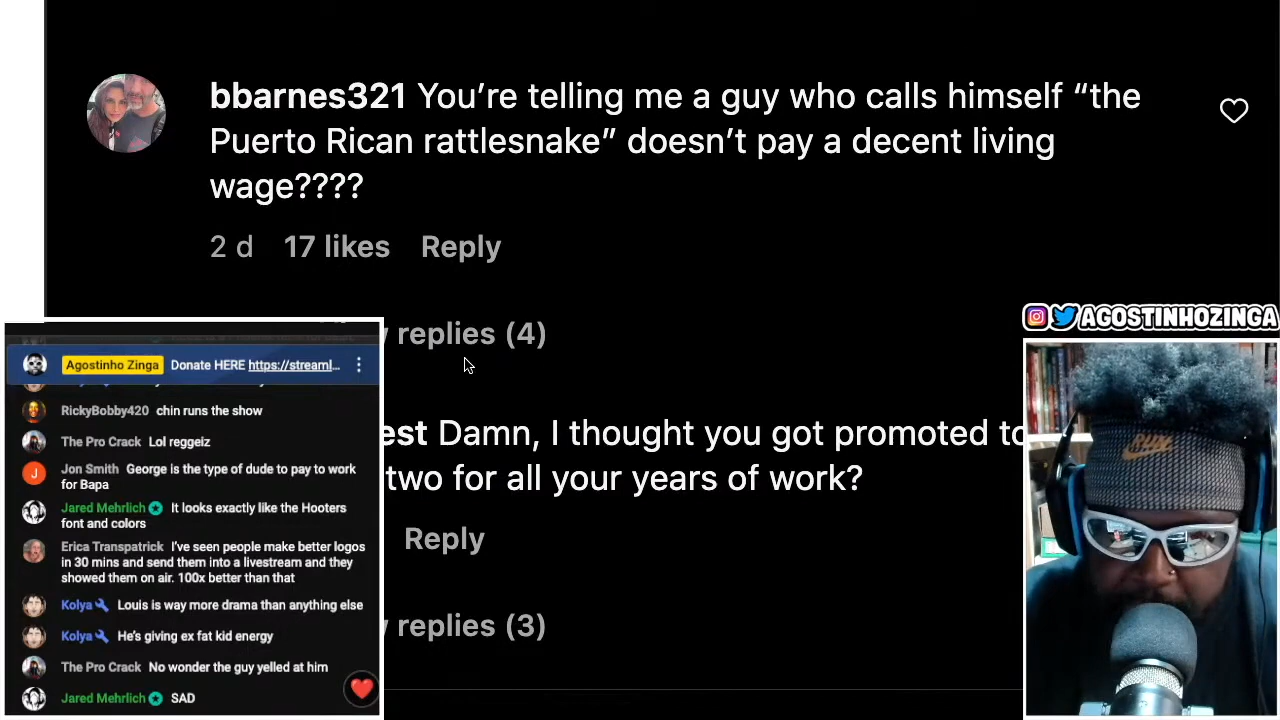 bbarnes321 You’re telling me a guy who calls himself “the
Puerto Rican rattlesnake” doesn’t pay a decent living
wage????
2 d 17 likes Reply
replies (4)
AGOSTINHOZINGA
Agostinho Zinga Donate HERE https://streaml...
RickyBobby420 chin runs the show
The Pro Crack Lol reggeiz
J
Jon Smith George is the type of dude to pay to work
for Bapa
Jared Mehrlich It looks exactly like the Hooters
font and colors
Erica Transpatrick I've seen people make better logos
in 30 mins and send them into a livestream and they
showed them on air. 100x better than that
Kolya Louis is way more drama than anything else
Kolya He's giving ex fat kid energy
The Pro Crack No wonder the guy yelled at him
Jared Mehrlich SAD
est Damn, I thought you got promoted to
two for all your years of work?
Reply
replies (3)
RUN